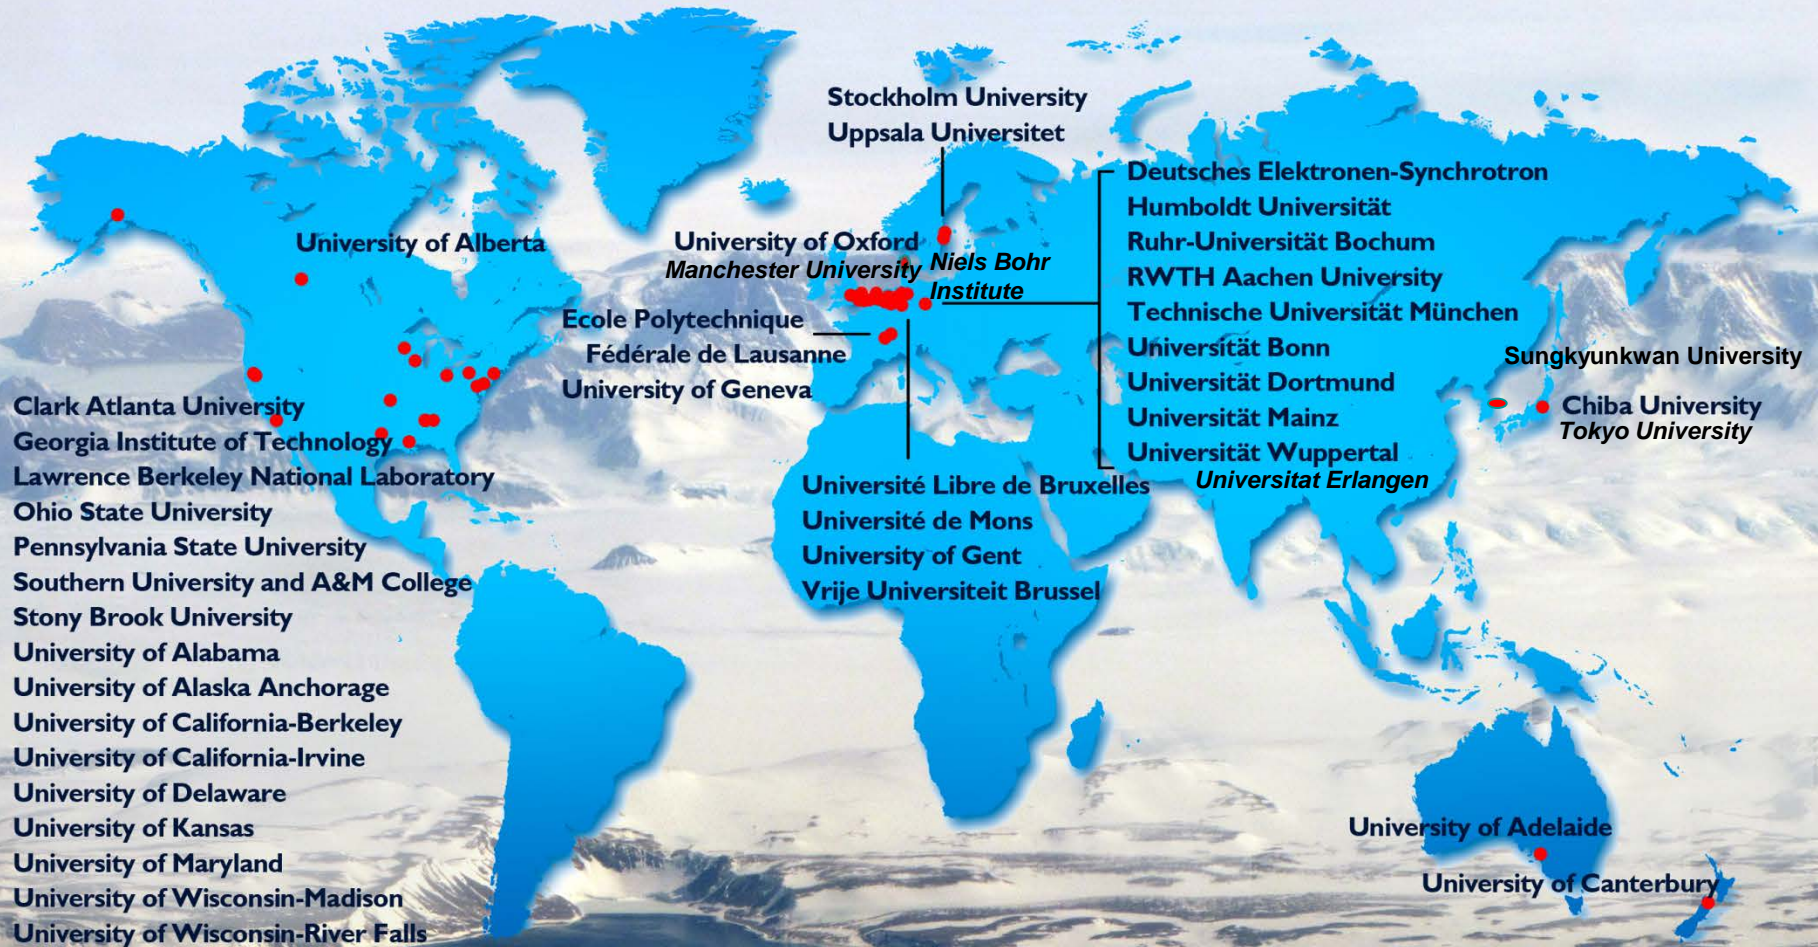 Stockholm University
Uppsala Universitet
Deutsches Elektronen-Synchrotron
Humboldt Universität
Ruhr-Universität Bochum
RWTH Aachen University
Technische Universität München
Universität Bonn
Universität Dortmund
Universität Mainz
Universität Wuppertal
Universitat Erlangen
University of Alberta
University of Oxford
Manchester University
Niels Bohr
Institute
Ecole Polytechnique
Fédérale de Lausanne
University of Geneva
Sungkyunkwan University
Chiba University
Tokyo University
Clark Atlanta University
Georgia Institute of Technology
Lawrence Berkeley National Laboratory
Ohio State University
Pennsylvania State University
Southern University and A&M College
Stony Brook University
University of Alabama
University of Alaska Anchorage
University of California-Berkeley
University of California-Irvine
University of Delaware
University of Kansas
University of Maryland
University of Wisconsin-Madison
University of Wisconsin-River Falls
Université Libre de Bruxelles
Université de Mons
University of Gent
Vrije Universiteit Brussel
University of Adelaide
University of Canterbury